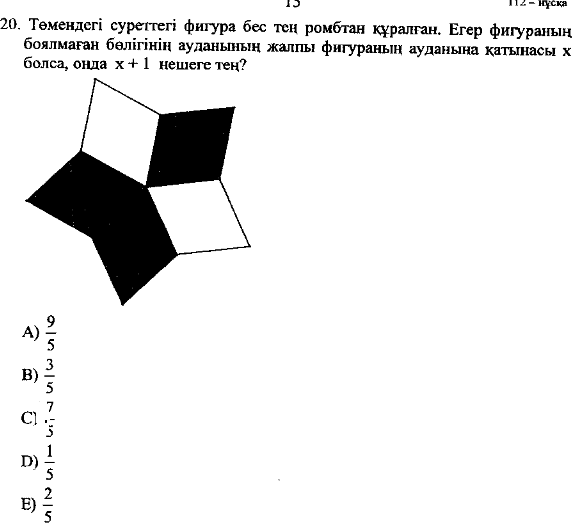 15
112 – нұсқа
20. Төмендегі суреттегі фигура бес тең ромбтан құралған. Егер фигураның
боялмаған бөлігінің ауданының жалпы фигураның ауданына қатынасы x
болса, онда x + 1 нешеге тең?
A) 9/5
B) 3/5
C) 7/5
D) 1/5
E) 2/5